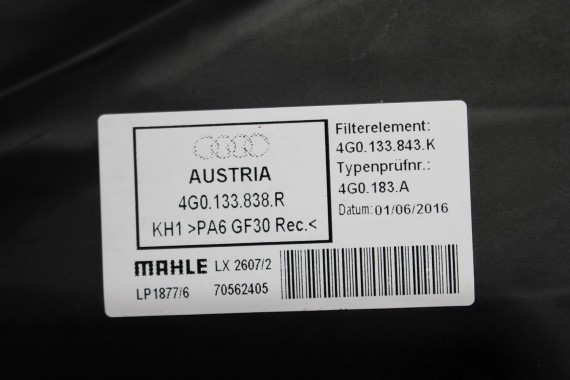 AUSTRIA
4G0.133.838.R
KH1 >PA6 GF30 Rec.<
Filterelement:
4G0.133.843.K
Typenprüfnr.:
4G0.183.A
Datum: 01/06/2016
MAHLE LX 2607/2
LP1877/6 70562405